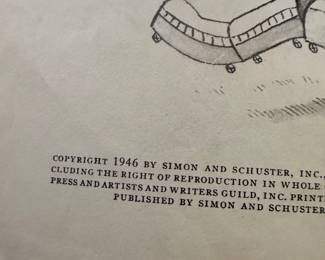 COPYRIGHT 1946 BY SIMON AND SCHUSTER, INC.,
CLUDING THE RIGHT OF REPRODUCTION IN WHOLE
PRESS AND ARTISTS AND WRITERS GUILD, INC. PRINT
PUBLISHED BY SIMON AND SCHUSTER